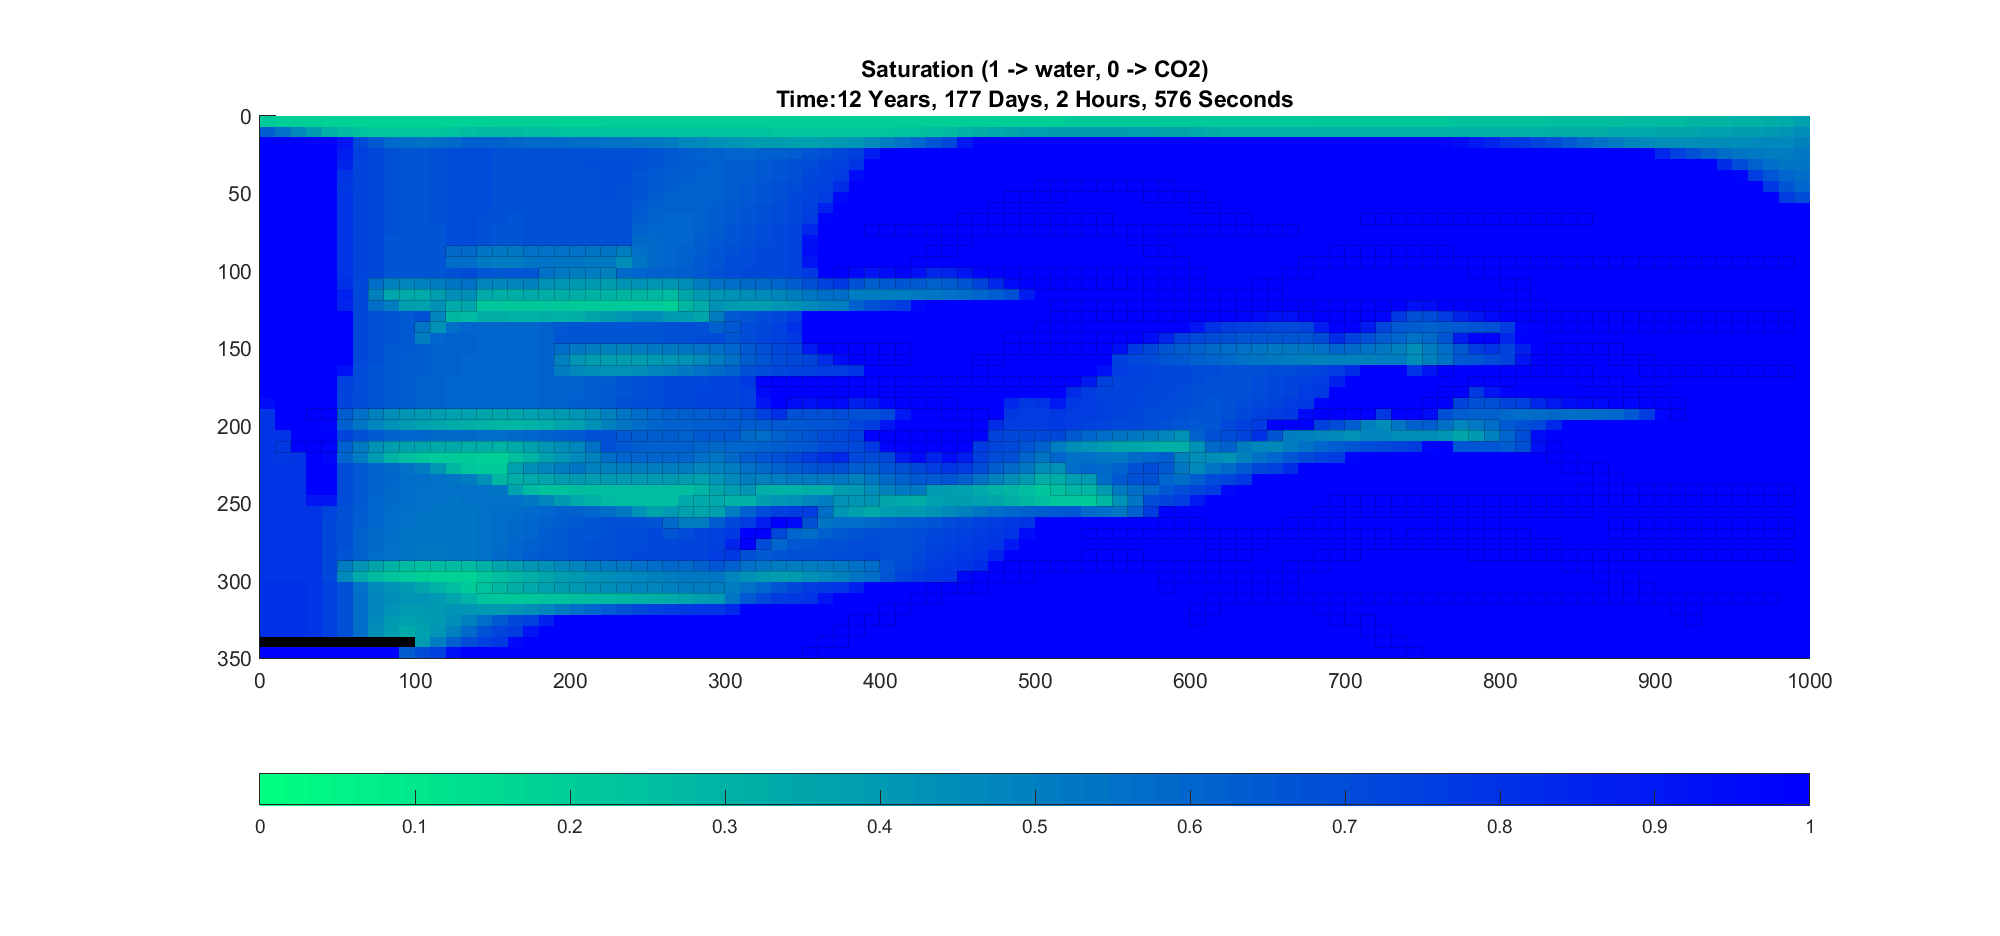 Saturation (1 -> water, 0 -> CO2)
Time:12 Years, 177 Days, 2 Hours, 576 Seconds
0
50
100
150
200
250
300
350
0 100 200 300 400 500 600 700 800 900 1000
0 0.1 0.2 0.3 0.4 0.5 0.6 0.7 0.8 0.9 1